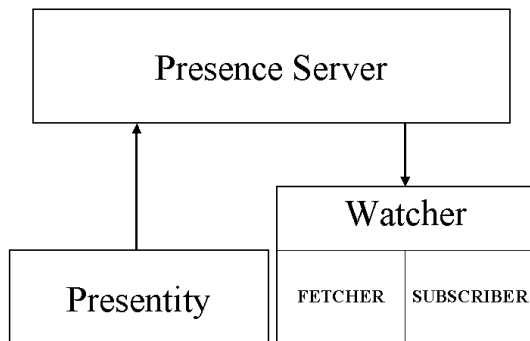 Presence Server
Watcher
Presentity
FETCHER
SUBSCRIBER